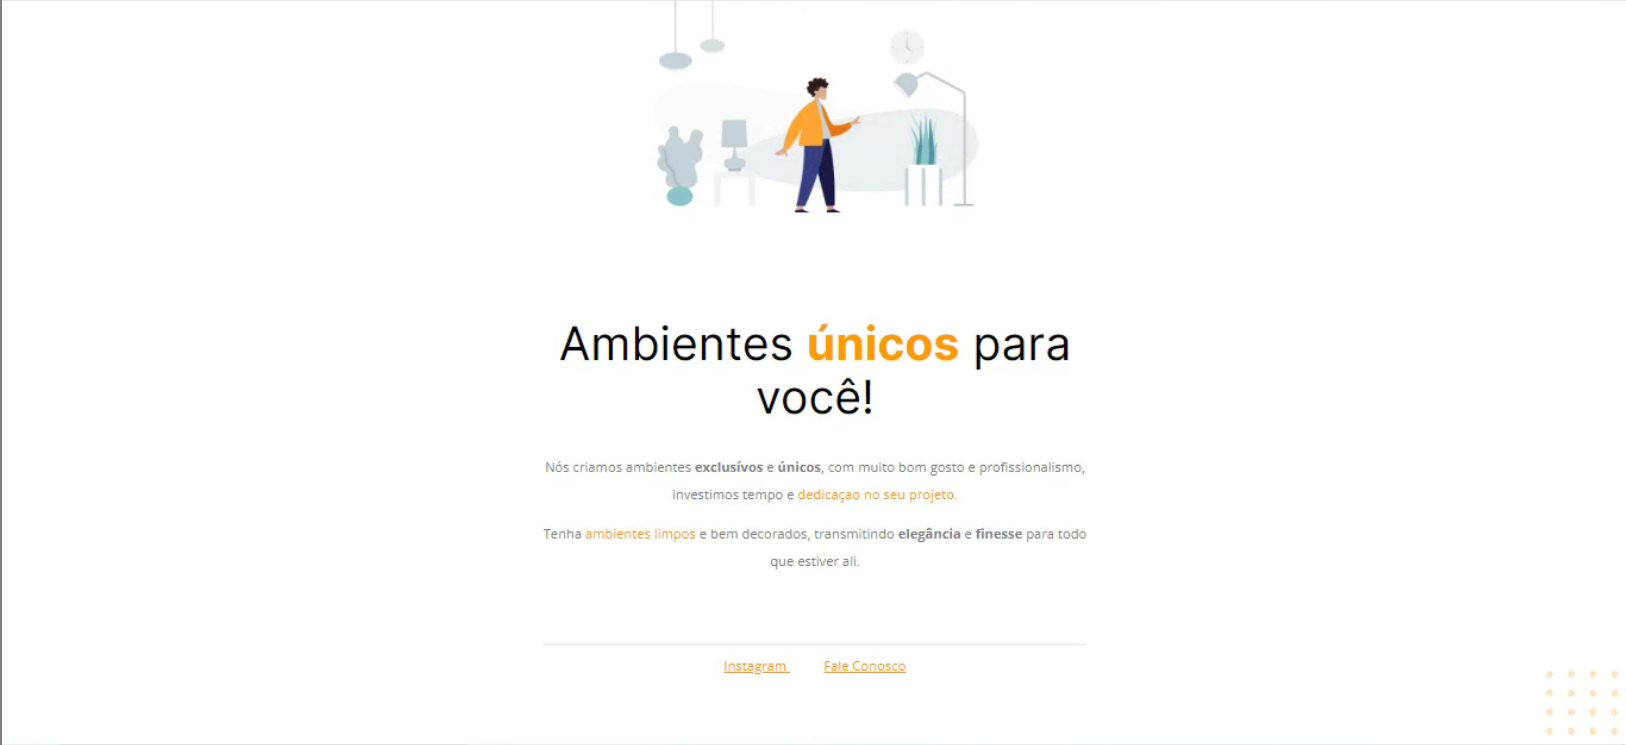 Ambientes únicos para
você!
Nós criamos ambientes exclusívos e únicos, com muito bom gosto e profissionalismo,
investimos tempo e dedicaçao no seu projeto.
Tenha ambientes limpos e bem decorados, transmitindo elegância e finesse para todo
que estiver ali.
Instagram Fale Conosco